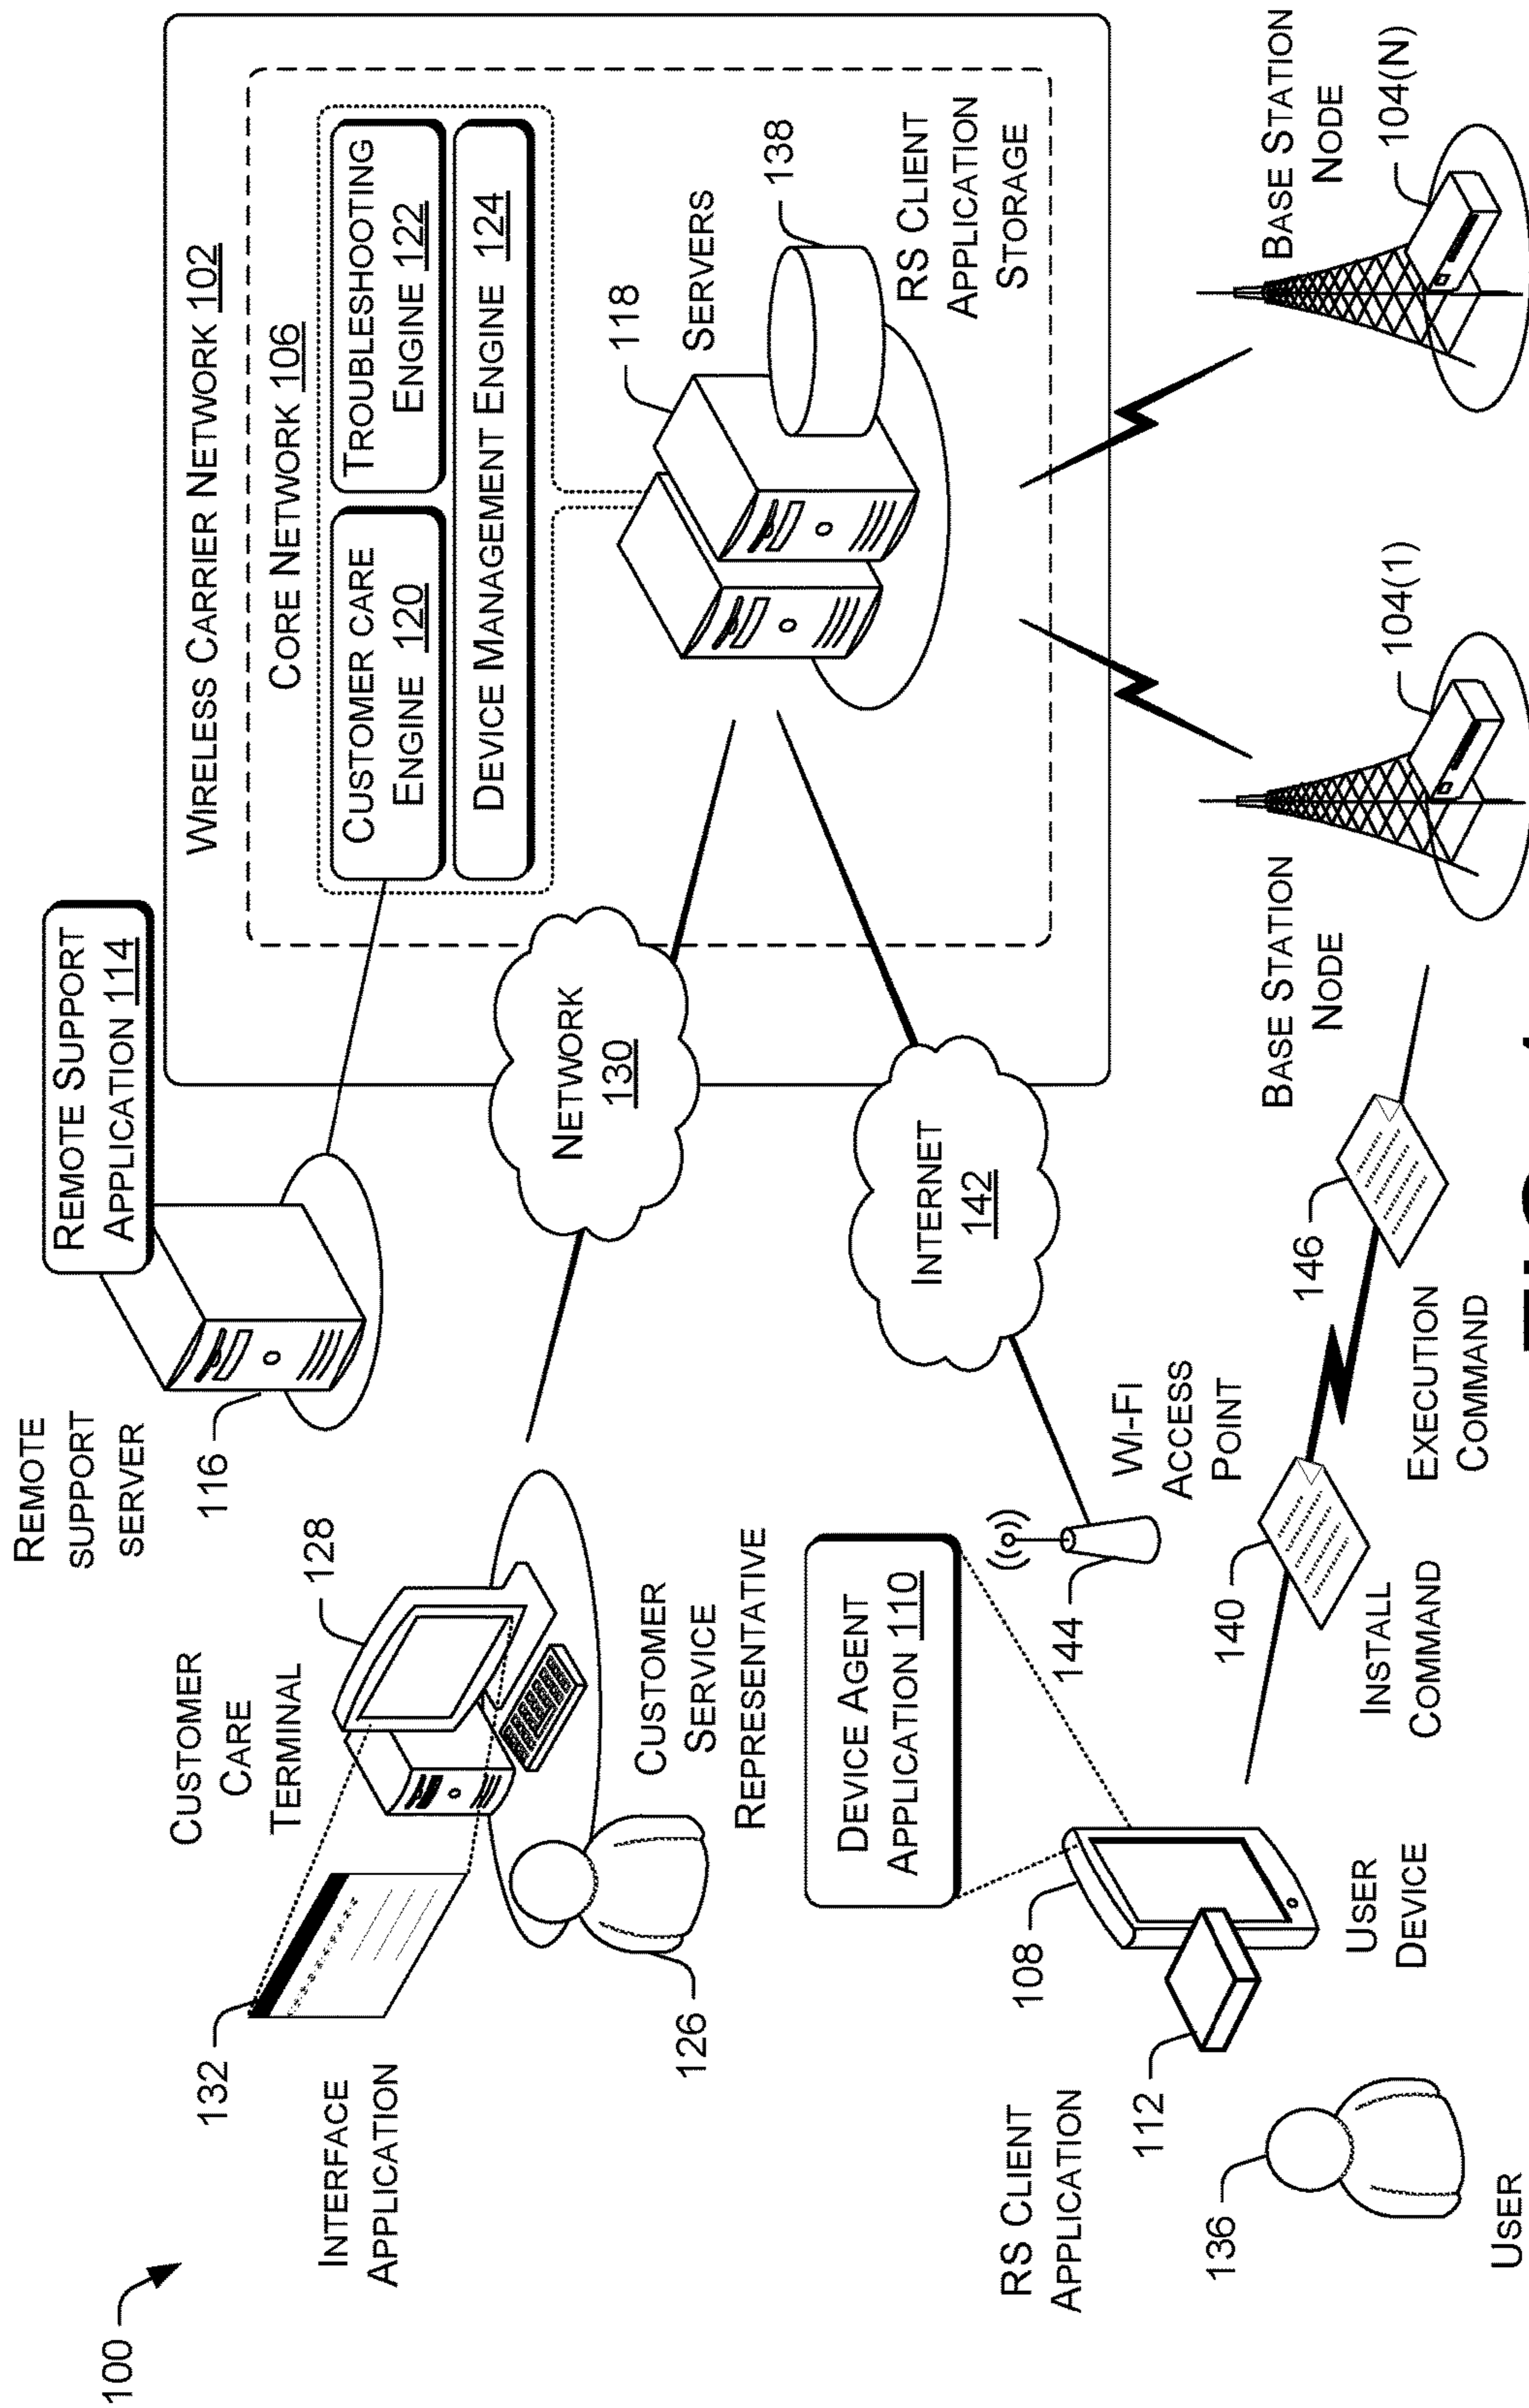 100
REMOTE
SUPPORT
SERVER
116
REMOTE SUPPORT
APPLICATION 114
WIRELESS CARRIER NETWORK 102
CORE NETWORK 106
CUSTOMER CARE
ENGINE 120
TROUBLESHOOTING
ENGINE 122
DEVICE MANAGEMENT ENGINE 124
118
SERVERS
138
RS CLIENT
APPLICATION
STORAGE
132
INTERFACE
APPLICATION
CUSTOMER
CARE
TERMINAL
128
126
CUSTOMER
SERVICE
REPRESENTATIVE
NETWORK
130
INTERNET
142
DEVICE AGENT
APPLICATION 110
144
WI-FI
ACCESS
POINT
RS CLIENT
APPLICATION
112
108
USER
DEVICE
136
USER
140
INSTALL
COMMAND
146
EXECUTION
COMMAND
BASE STATION
NODE
104(1)
BASE STATION
NODE
104(N)